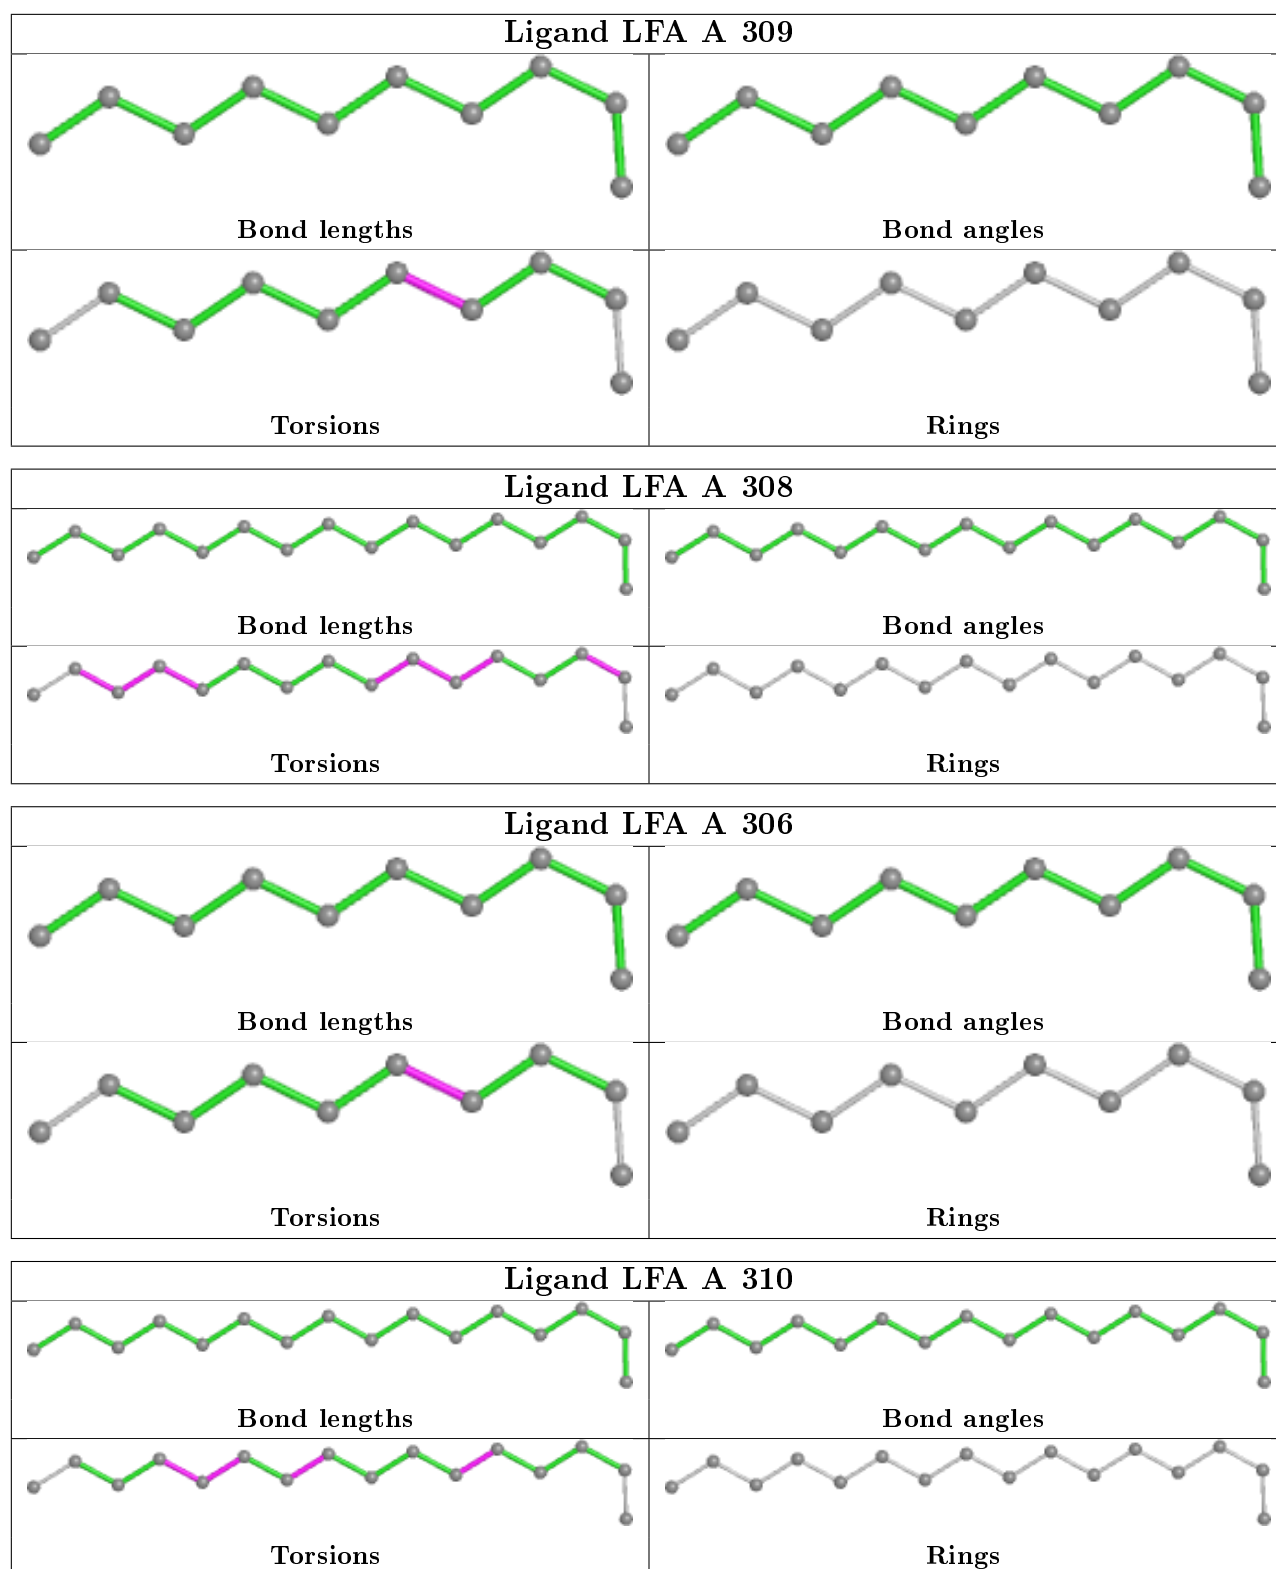 Ligand LFA A 309
Bond lengths
Bond angles
Torsions
Rings
Ligand LFA A 308
Bond lengths
Bond angles
Torsions
Rings
Ligand LFA A 306
Bond lengths
Bond angles
Torsions
Rings
Ligand LFA A 310
Bond lengths
Bond angles
Torsions
Rings